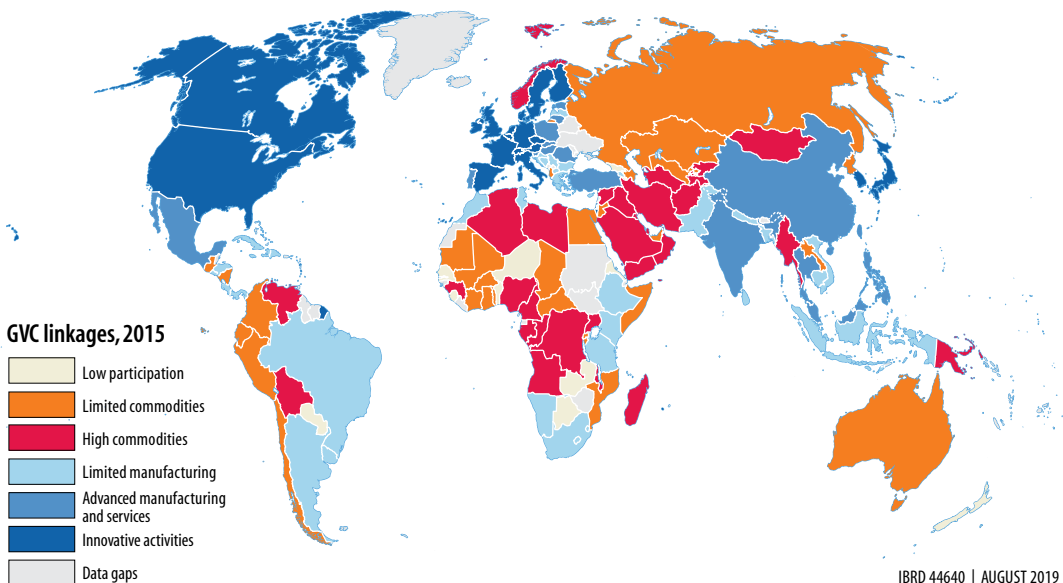 GVC linkages, 2015
Low participation
Limited commodities
High commodities
Limited manufacturing
Advanced manufacturing
and services
Innovative activities
Data gaps
IBRD 44640 | AUGUST 2019